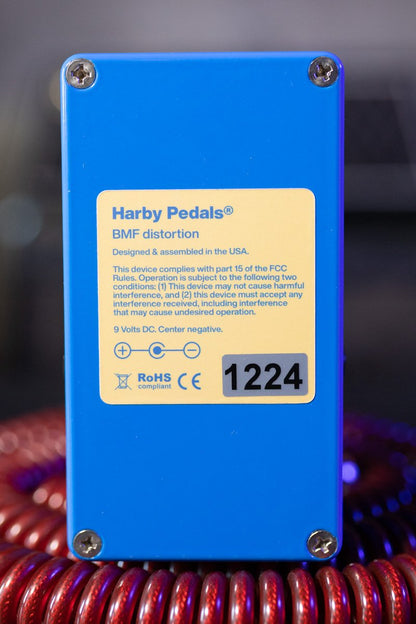 Harby Pedals®
BMF distortion
Designed & assembled in the USA.
This device complies with part 15 of the FCC
Rules. Operation is subject to the following two
conditions: (1) This device may not cause harmful
interference, and (2) this device must accept any
interference received, including interference
that may cause undesired operation.
9 Volts DC. Center negative.
RoHS
compliant
CE
1224